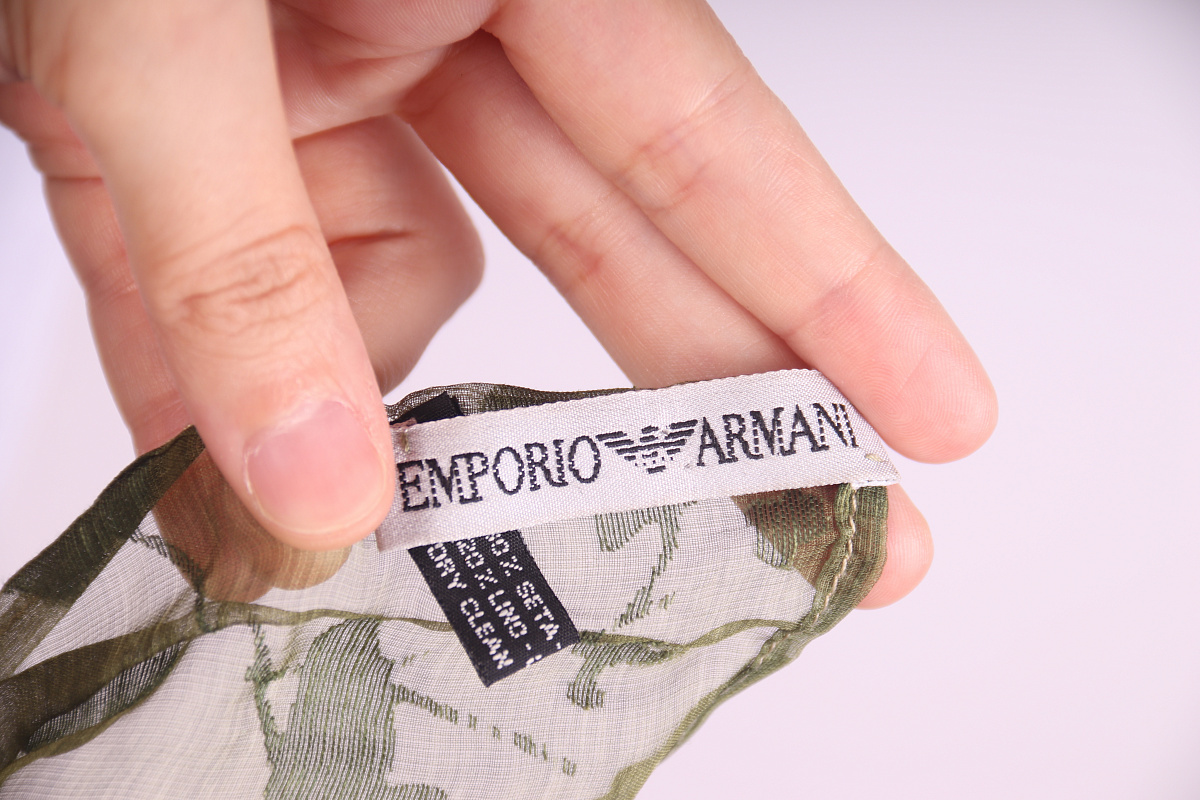 EMPORIO ARMANI
% SETA
% LINO
DRY CLEAN